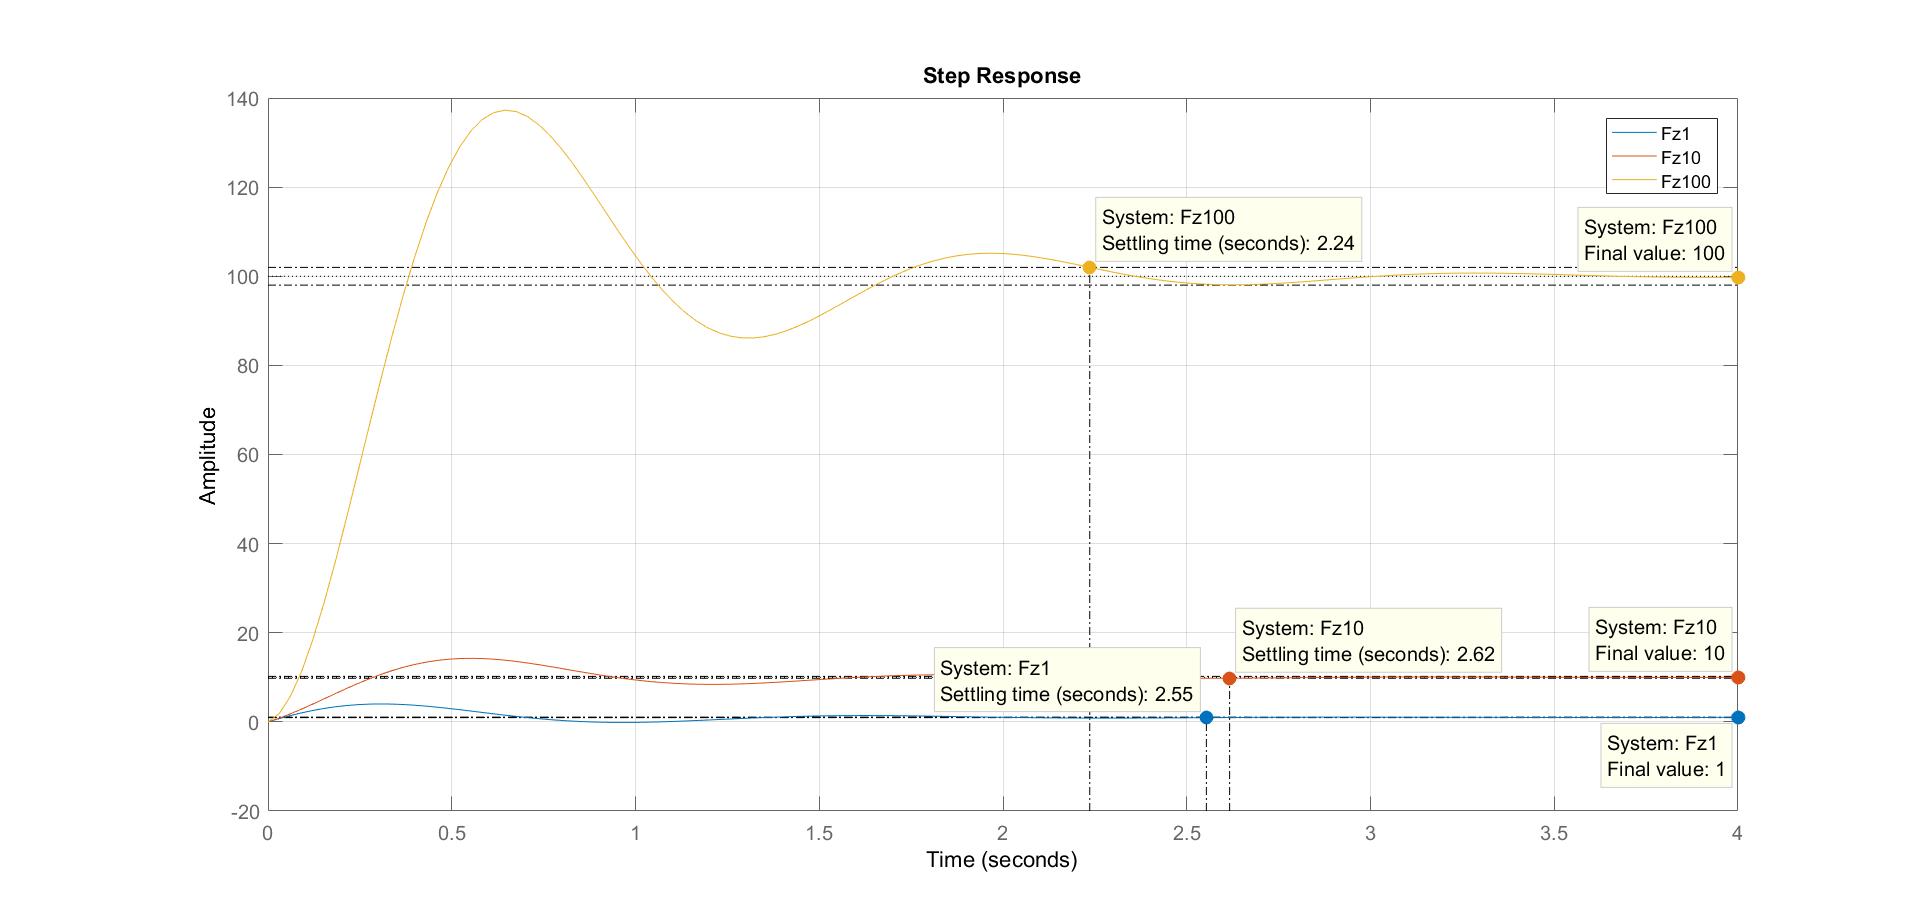 Step Response
140
120
100
80
60
40
20
0
-20
Amplitude
Fz1
Fz10
Fz100
System: Fz100
Settling time (seconds): 2.24
System: Fz100
Final value: 100
System: Fz10
Settling time (seconds): 2.62
System: Fz10
Final value: 10
System: Fz1
Settling time (seconds): 2.55
System: Fz1
Final value: 1
0 0.5 1 1.5 2 2.5 3 3.5 4
Time (seconds)